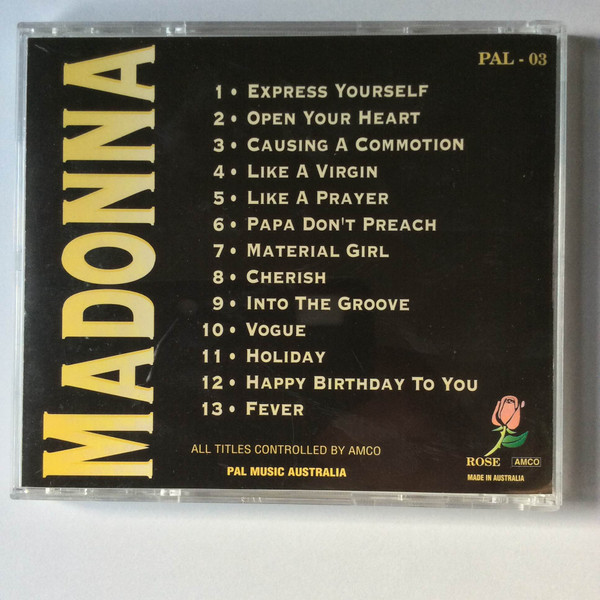 MADONNA
PAL - 03
1 • EXPRESS YOURSELF
2 • OPEN YOUR HEART
3 • CAUSING A COMMOTION
4 • LIKE A VIRGIN
5 • LIKE A PRAYER
6 • PAPA DON'T PREACH
7 • MATERIAL GIRL
8 • CHERISH
9 • INTO THE GROOVE
10 • VOGUE
11 • HOLIDAY
12 • HAPPY BIRTHDAY TO YOU
13 • FEVER
ALL TITLES CONTROLLED BY AMCO
PAL MUSIC AUSTRALIA
ROSE AMCO
MADE IN AUSTRALIA